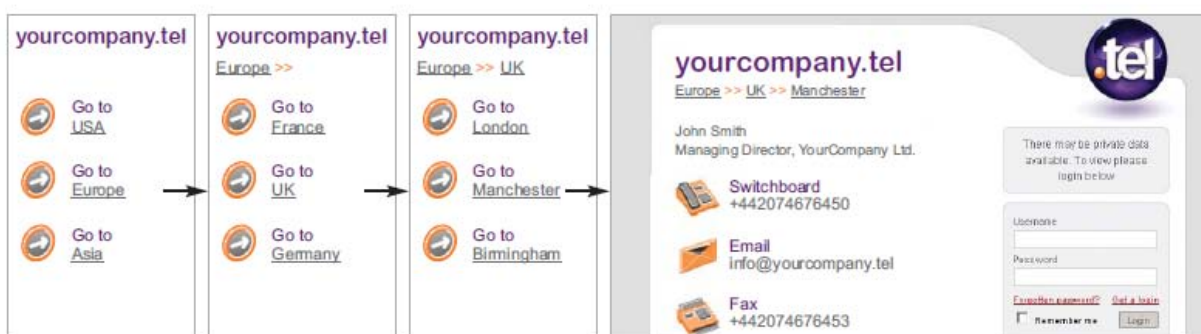 yourcompany.tel
Go to
USA
Go to
Europe
Go to
Asia
yourcompany.tel
Europe >>
Go to
France
Go to
UK
Go to
Germany
yourcompany.tel
Europe >> UK
Go to
London
Go to
Manchester
Go to
Birmingham
yourcompany.tel
Europe >> UK >> Manchester
John Smith
Managing Director, YourCompany Ltd.
Switchboard
+442074676450
Email
info@yourcompany.tel
Fax
+442074676453
.tel
There may be private data
available. To view please
login below
Username
Password
Forgotten password? Get a login
Remember me Login